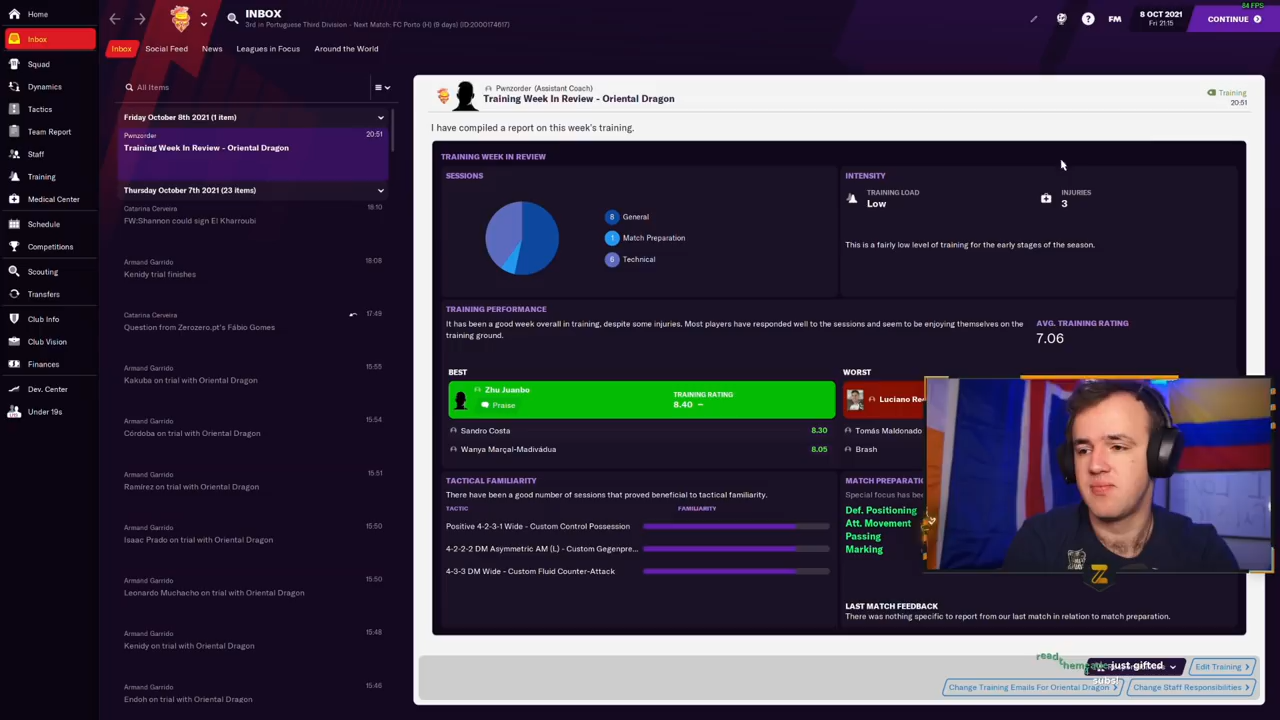 84 FPS
Home
INBOX
3rd in Portuguese Third Division - Next Match: FC Porto (H) (9 days) (ID:2000174617)
FM
8 OCT 2021
Fri 21:15
CONTINUE
Inbox
Inbox
Social Feed
News
Leagues in Focus
Around the World
Squad
Dynamics
Tactics
Team Report
Staff
Training
Medical Center
Schedule
Competitions
Scouting
Transfers
Club Info
Club Vision
Finances
Dev. Center
Under 19s
All Items
Friday October 8th 2021 (1 item)
Pwnzorder
20:51
Training Week In Review - Oriental Dragon
Thursday October 7th 2021 (23 items)
Catarina Cerveira
18:10
FW:Shannon could sign El Kharroubi
Armand Garrido
18:08
Kenidy trial finishes
Catarina Cerveira
17:49
Question from Zerozero.pt's Fábio Gomes
Armand Garrido
15:55
Kakuba on trial with Oriental Dragon
Armand Garrido
15:54
Córdoba on trial with Oriental Dragon
Armand Garrido
15:51
Ramírez on trial with Oriental Dragon
Armand Garrido
15:50
Isaac Prado on trial with Oriental Dragon
Armand Garrido
15:50
Leonardo Muchacho on trial with Oriental Dragon
Armand Garrido
15:48
Kenidy on trial with Oriental Dragon
Armand Garrido
15:46
Endoh on trial with Oriental Dragon
Pwnzorder (Assistant Coach)
Training Week In Review - Oriental Dragon
Training
20:51
I have compiled a report on this week's training.
TRAINING WEEK IN REVIEW
SESSIONS
8 General
1 Match Preparation
6 Technical
INTENSITY
TRAINING LOAD
Low
INJURIES
3
This is a fairly low level of training for the early stages of the season.
TRAINING PERFORMANCE
It has been a good week overall in training, despite some injuries. Most players have responded well to the sessions and seem to be enjoying themselves on the
training ground.
AVG. TRAINING RATING
7.06
BEST
Zhu Juanbo
Praise
TRAINING RATING
8.40 –
Sandro Costa
8.30
Wanya Marçal-Madivádua
8.05
WORST
Luciano
Tomás Maldonado
Brash
TACTICAL FAMILIARITY
There have been a good number of sessions that proved beneficial to tactical familiarity.
TACTIC
FAMILIARITY
Positive 4-2-3-1 Wide - Custom Control Possession
4-2-2-2 DM Asymmetric AM (L) - Custom Gegenpre...
4-3-3 DM Wide - Custom Fluid Counter-Attack
MATCH PREPARATI
Special focus has
Def. Positioning
Att. Movement
Passing
Marking
LAST MATCH FEEDBACK
There was nothing specific to report from our last match in relation to match preparation.
just gifted
subs!
Edit Training
Change Training Emails For Oriental Dragon
Change Staff Responsibilities